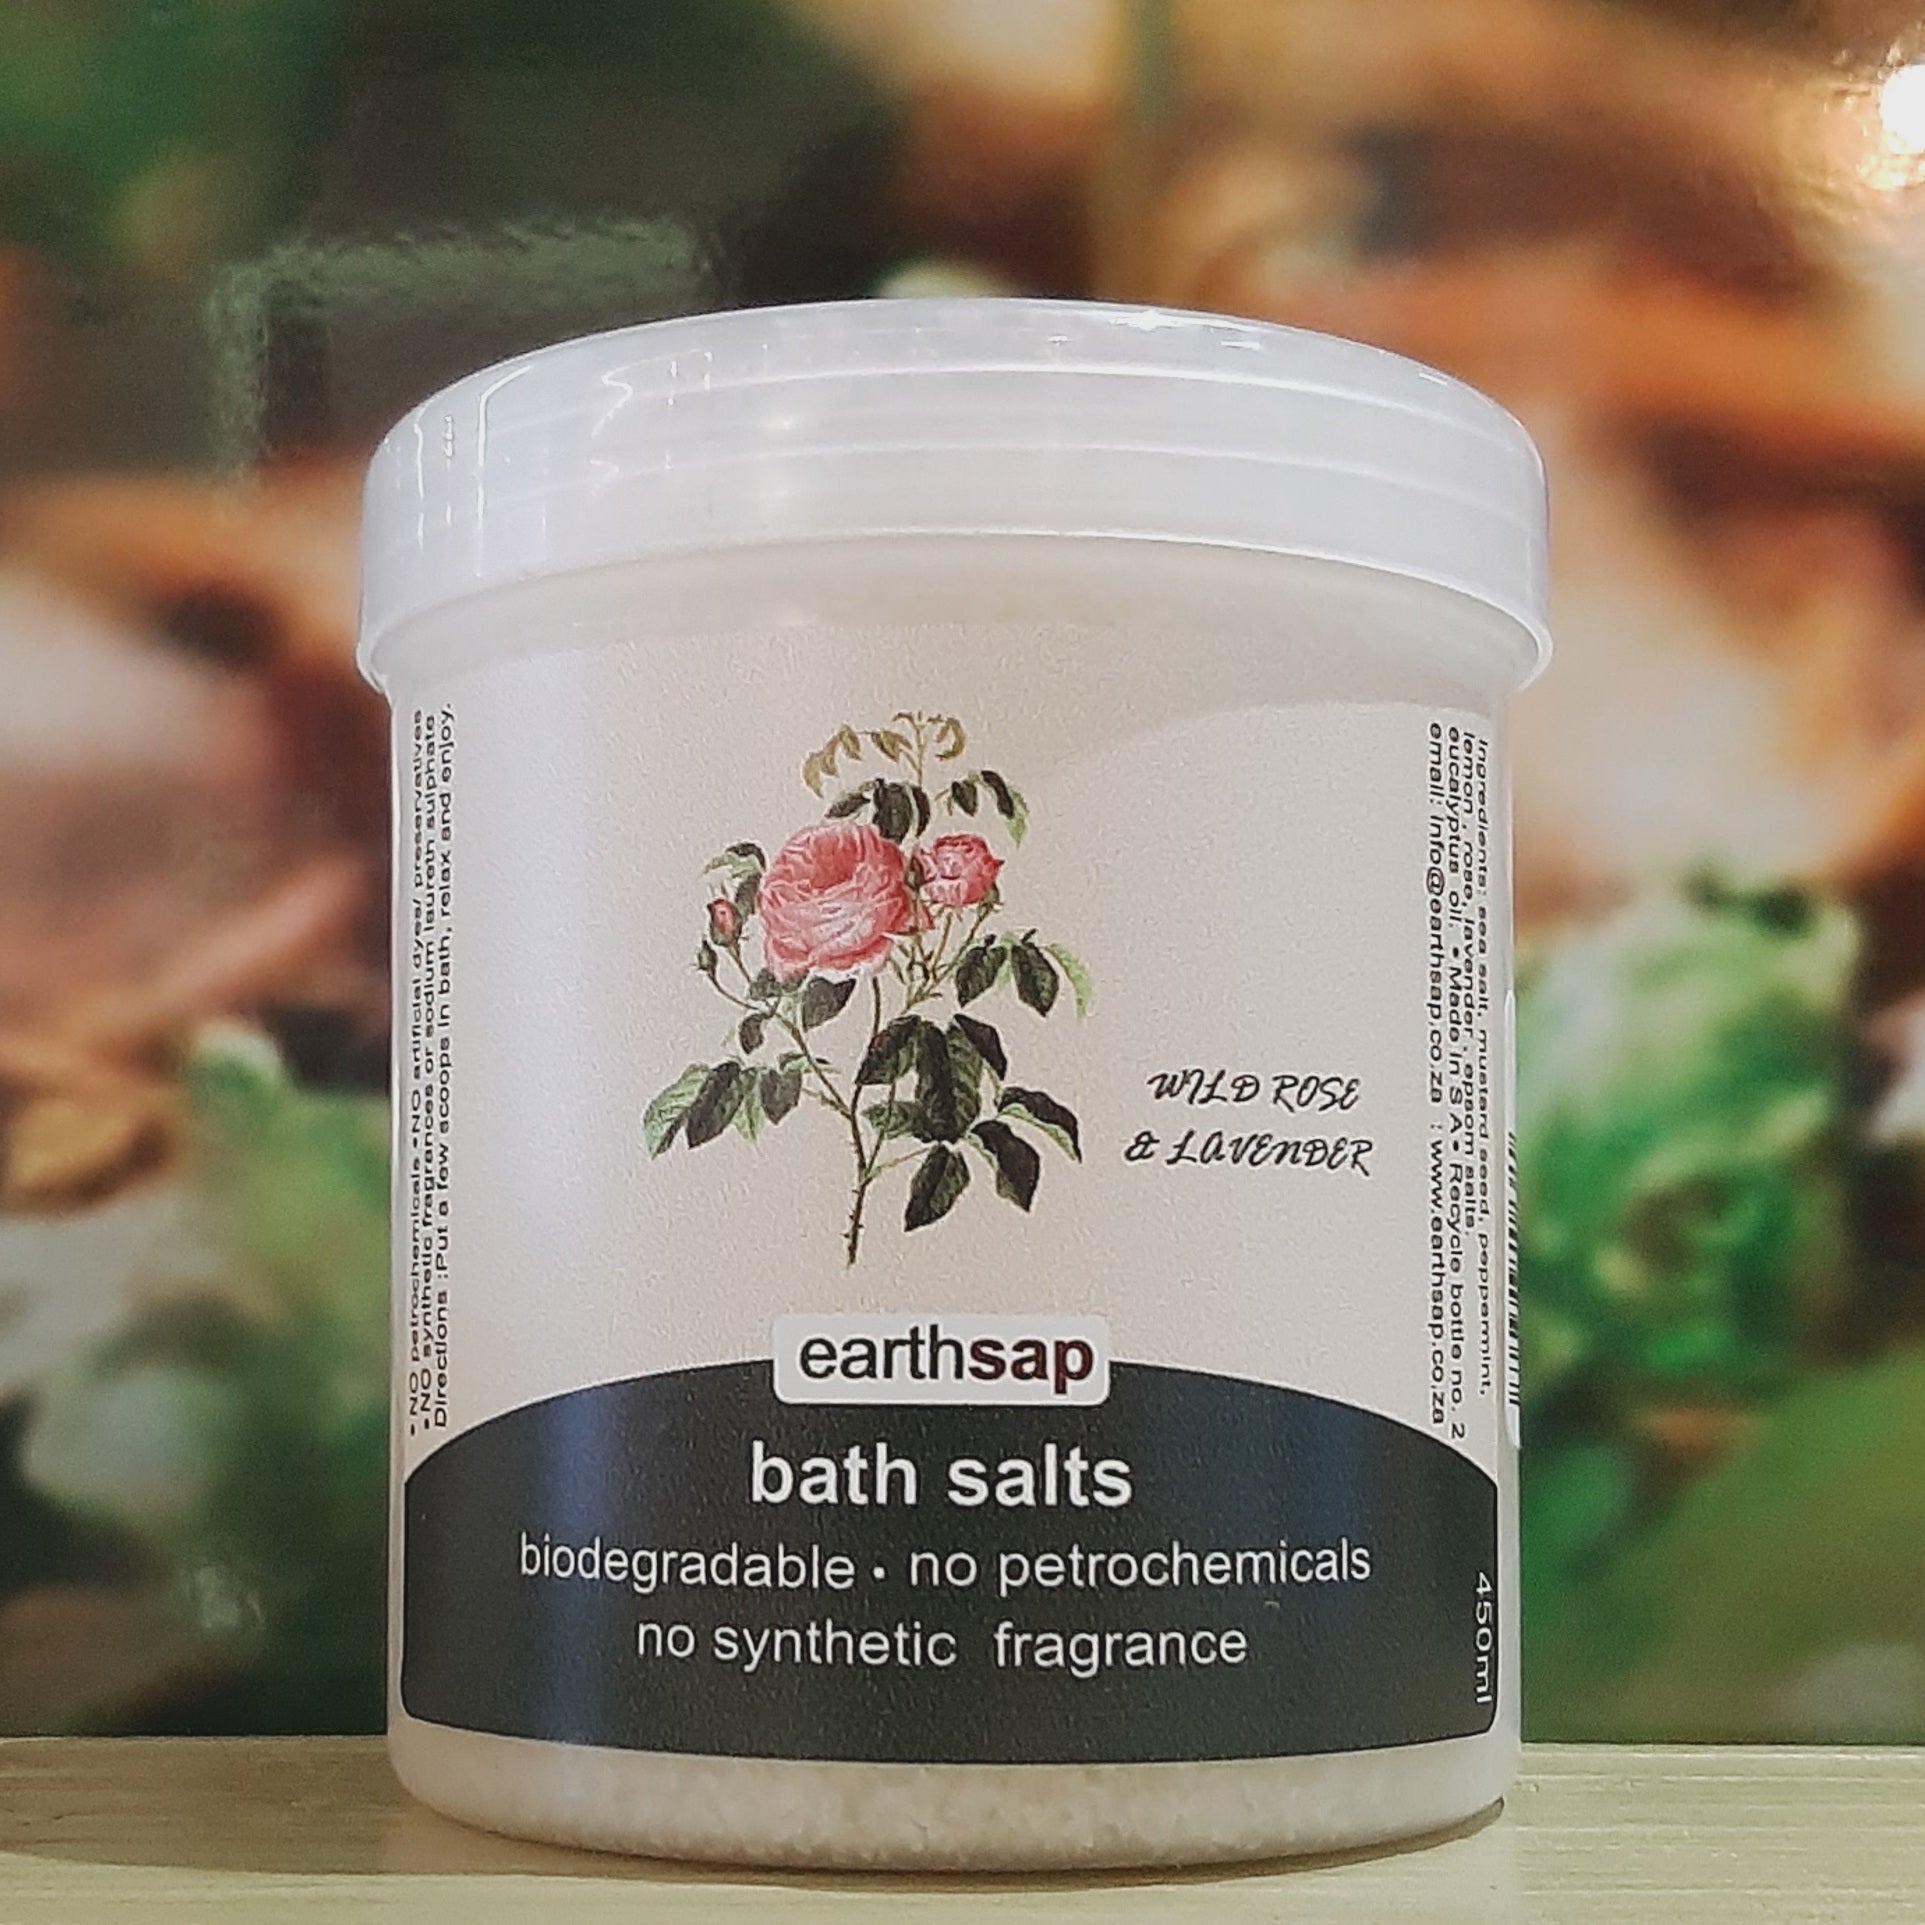 •NO petrochemicals •NO artificial dyes/ preservatives
•NO synthetic fragrances or sodium laureth sulphate
Directions :Put a few scoops in bath, relax and enjoy.
WILD ROSE
& LAVENDER
earthsap
bath salts
biodegradable • no petrochemicals
no synthetic fragrance
Ingredients: sea salt, mustard seed, peppermint,
lemon, rose, lavender, epsom salts,
eucalyptus oil. •Made in S A• Recycle bottle no. 2
email: info@earthsap.co.za : www.earthsap.co.za
450ml